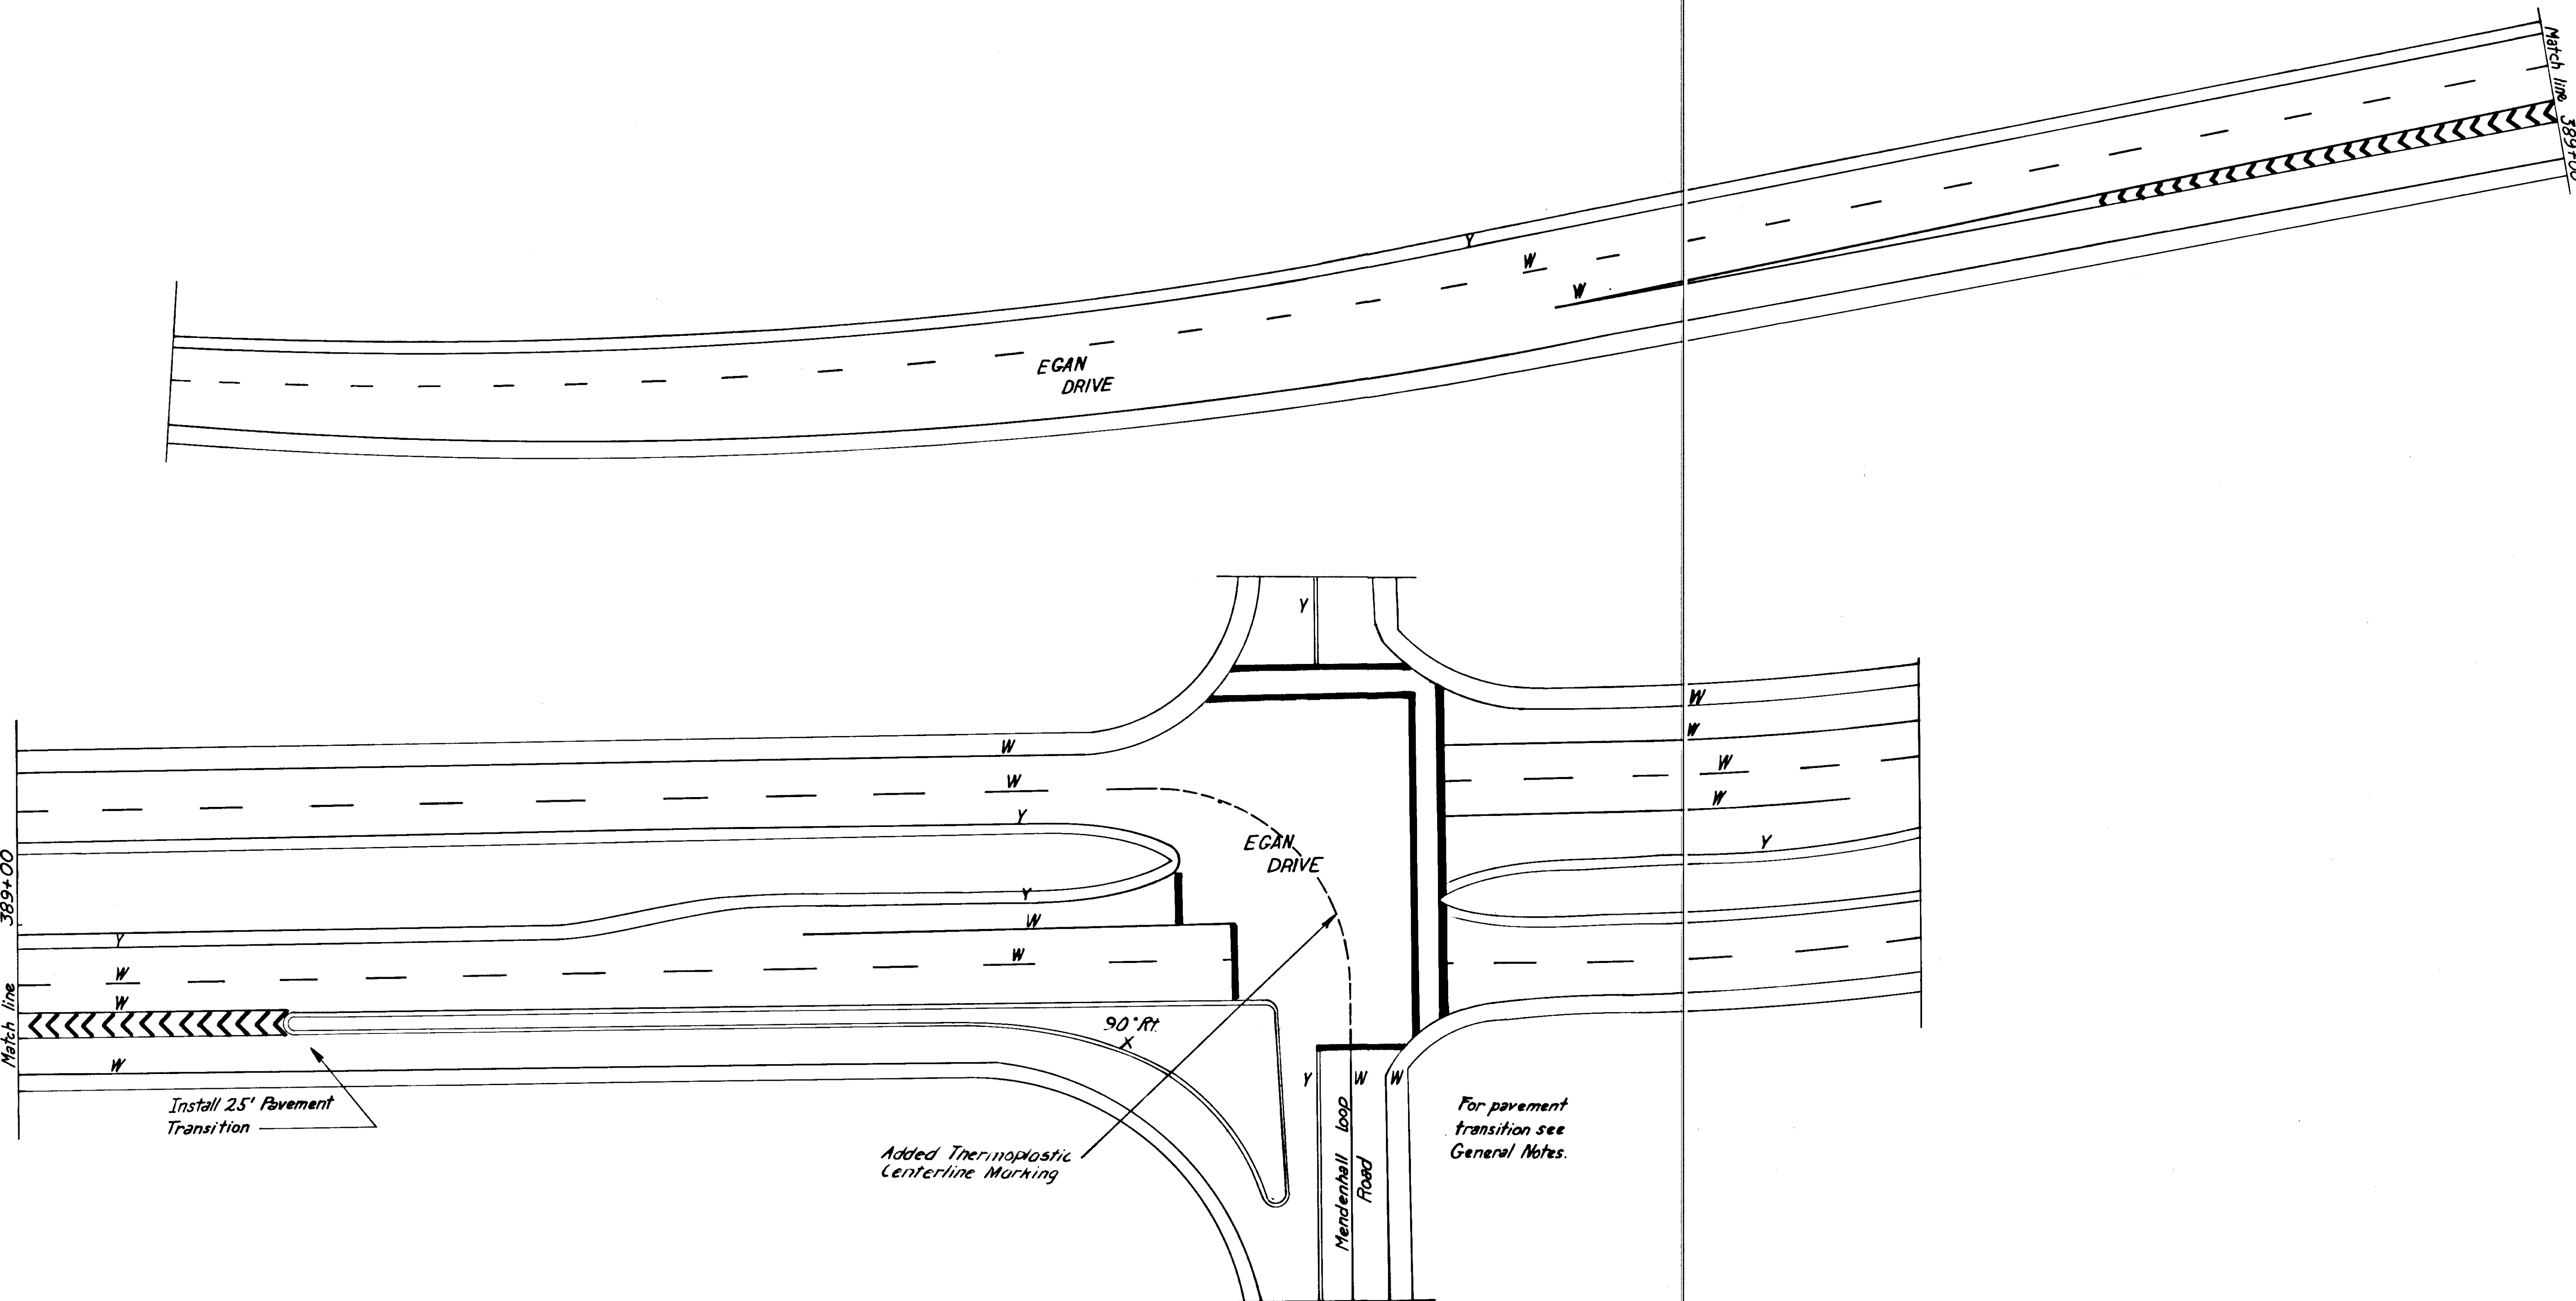 Match line 389+00
Y
W
W
EGAN
DRIVE
Y
W
W
W
W
W
W
Y
Y
EGAN
DRIVE
Y
W
W
389+00
Match line
Y
W
W
W
90° Rt.
X
Install 25' Pavement
Transition
Added Thermoplastic
Centerline Marking
Y
W
W
Mendenhall Loop
Road
For pavement
transition see
General Notes.